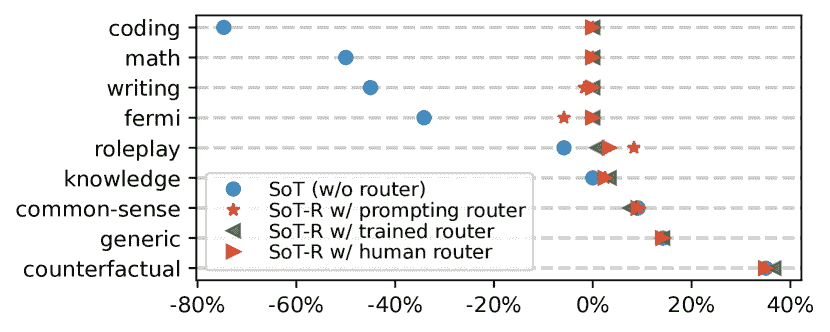 coding
math
writing
fermi
roleplay
knowledge
common-sense
generic
counterfactual
SoT (w/o router)
SoT-R w/ prompting router
SoT-R w/ trained router
SoT-R w/ human router
-80% -60% -40% -20% 0% 20% 40%